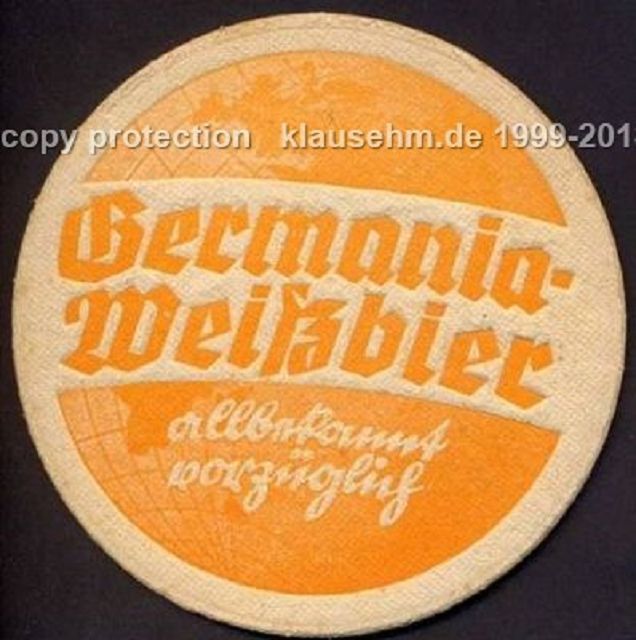 copy protection klausehm.de 1999-201
Germania-
Weißbier
allbekannt
vorzüglich